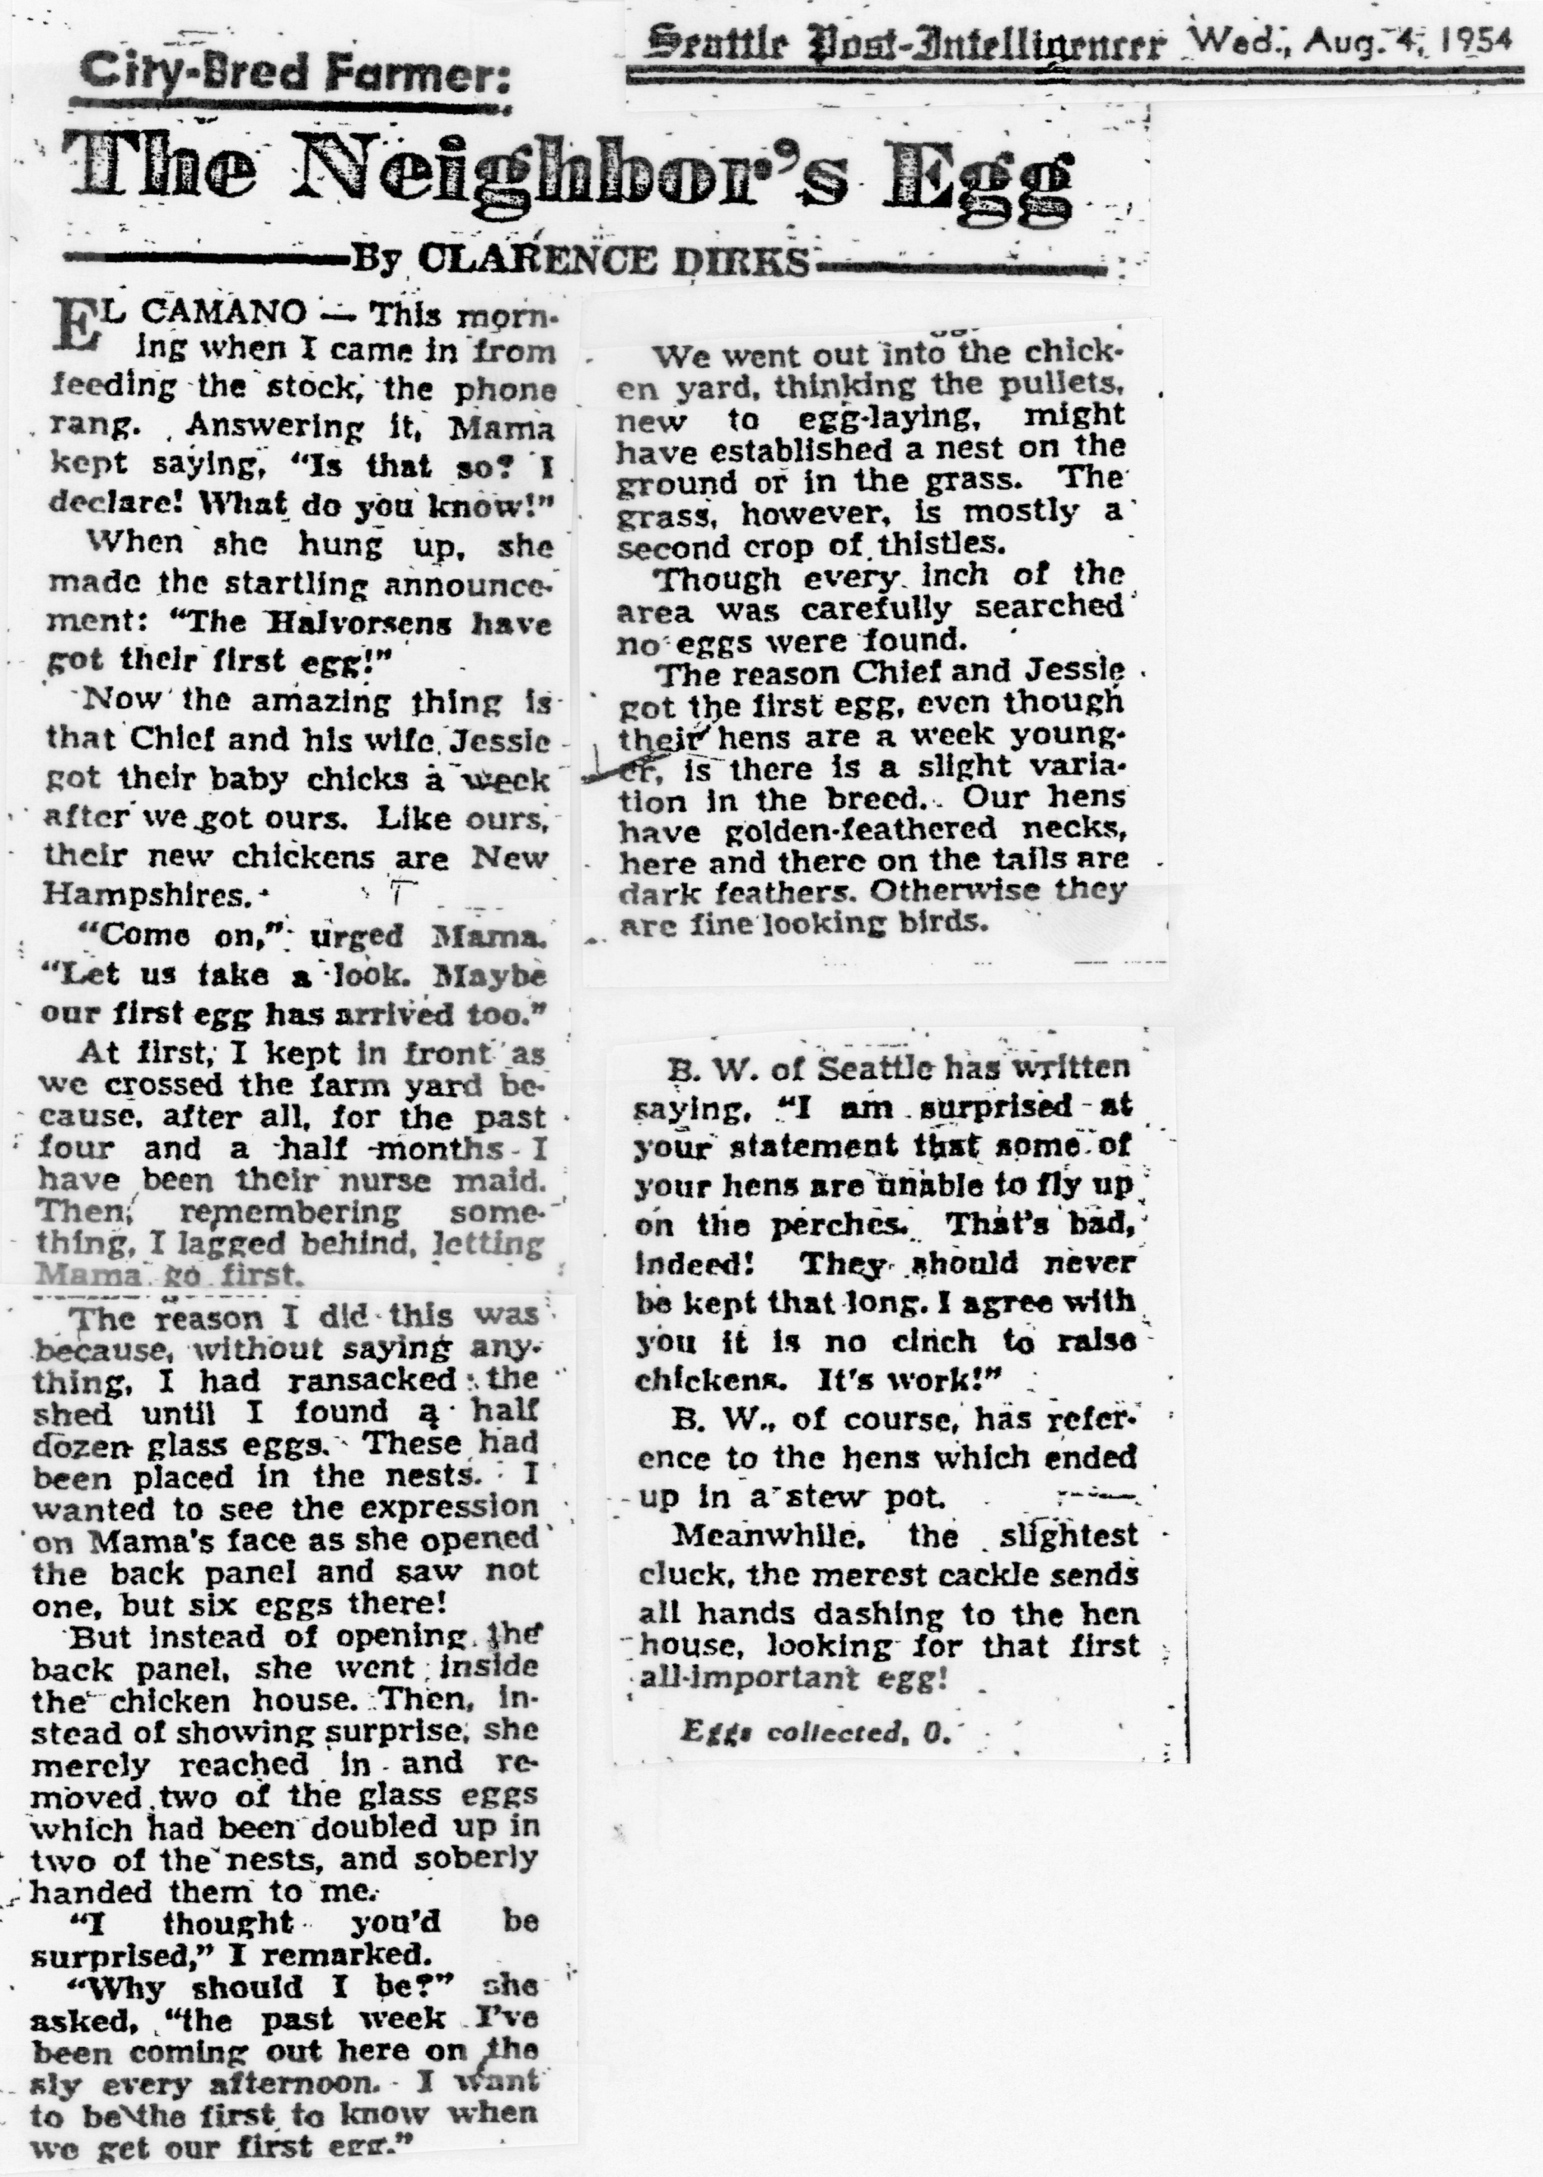 Seattle Post-Intelligencer Wed., Aug. 4, 1954
City-Bred Farmer:
The Neighbor's Egg
By CLARENCE DIRKS
EL CAMANO — This morn-
ing when I came in from
feeding the stock, the phone
rang. Answering it, Mama
kept saying, "Is that so? I
declare! What do you know!"
When she hung up, she
made the startling announce-
ment: "The Halvorsens have
got their first egg!"
Now the amazing thing is
that Chief and his wife Jessie
got their baby chicks a week
after we got ours. Like ours,
their new chickens are New
Hampshires.
"Come on," urged Mama.
"Let us take a look. Maybe
our first egg has arrived too."
At first, I kept in front as
we crossed the farm yard be-
cause, after all, for the past
four and a half months I
have been their nurse maid.
Then, remembering some-
thing, I lagged behind, letting
Mama go first.
The reason I did this was
because, without saying any-
thing, I had ransacked the
shed until I found a half
dozen glass eggs. These had
been placed in the nests. I
wanted to see the expression
on Mama's face as she opened
the back panel and saw not
one, but six eggs there!
But instead of opening the
back panel, she went inside
the chicken house. Then, in-
stead of showing surprise, she
merely reached in and re-
moved two of the glass eggs
which had been doubled up in
two of the nests, and soberly
handed them to me.
"I thought you'd be
surprised," I remarked.
"Why should I be?" she
asked, "the past week I've
been coming out here on the
sly every afternoon. I want
to be the first to know when
we get our first egg."
We went out into the chick-
en yard, thinking the pullets,
new to egg-laying, might
have established a nest on the
ground or in the grass. The
grass, however, is mostly a
second crop of thistles.
Though every inch of the
area was carefully searched
no eggs were found.
The reason Chief and Jessie
got the first egg, even though
their hens are a week young-
er, is there is a slight varia-
tion in the breed. Our hens
have golden-feathered necks,
here and there on the tails are
dark feathers. Otherwise they
are fine looking birds.
B. W. of Seattle has written
saying, "I am surprised at
your statement that some of
your hens are unable to fly up
on the perches. That's bad,
indeed! They should never
be kept that long. I agree with
you it is no cinch to raise
chickens. It's work!"
B. W., of course, has refer-
ence to the hens which ended
up in a stew pot.
Meanwhile, the slightest
cluck, the merest cackle sends
all hands dashing to the hen
house, looking for that first
all-important egg!
Eggs collected, 0.